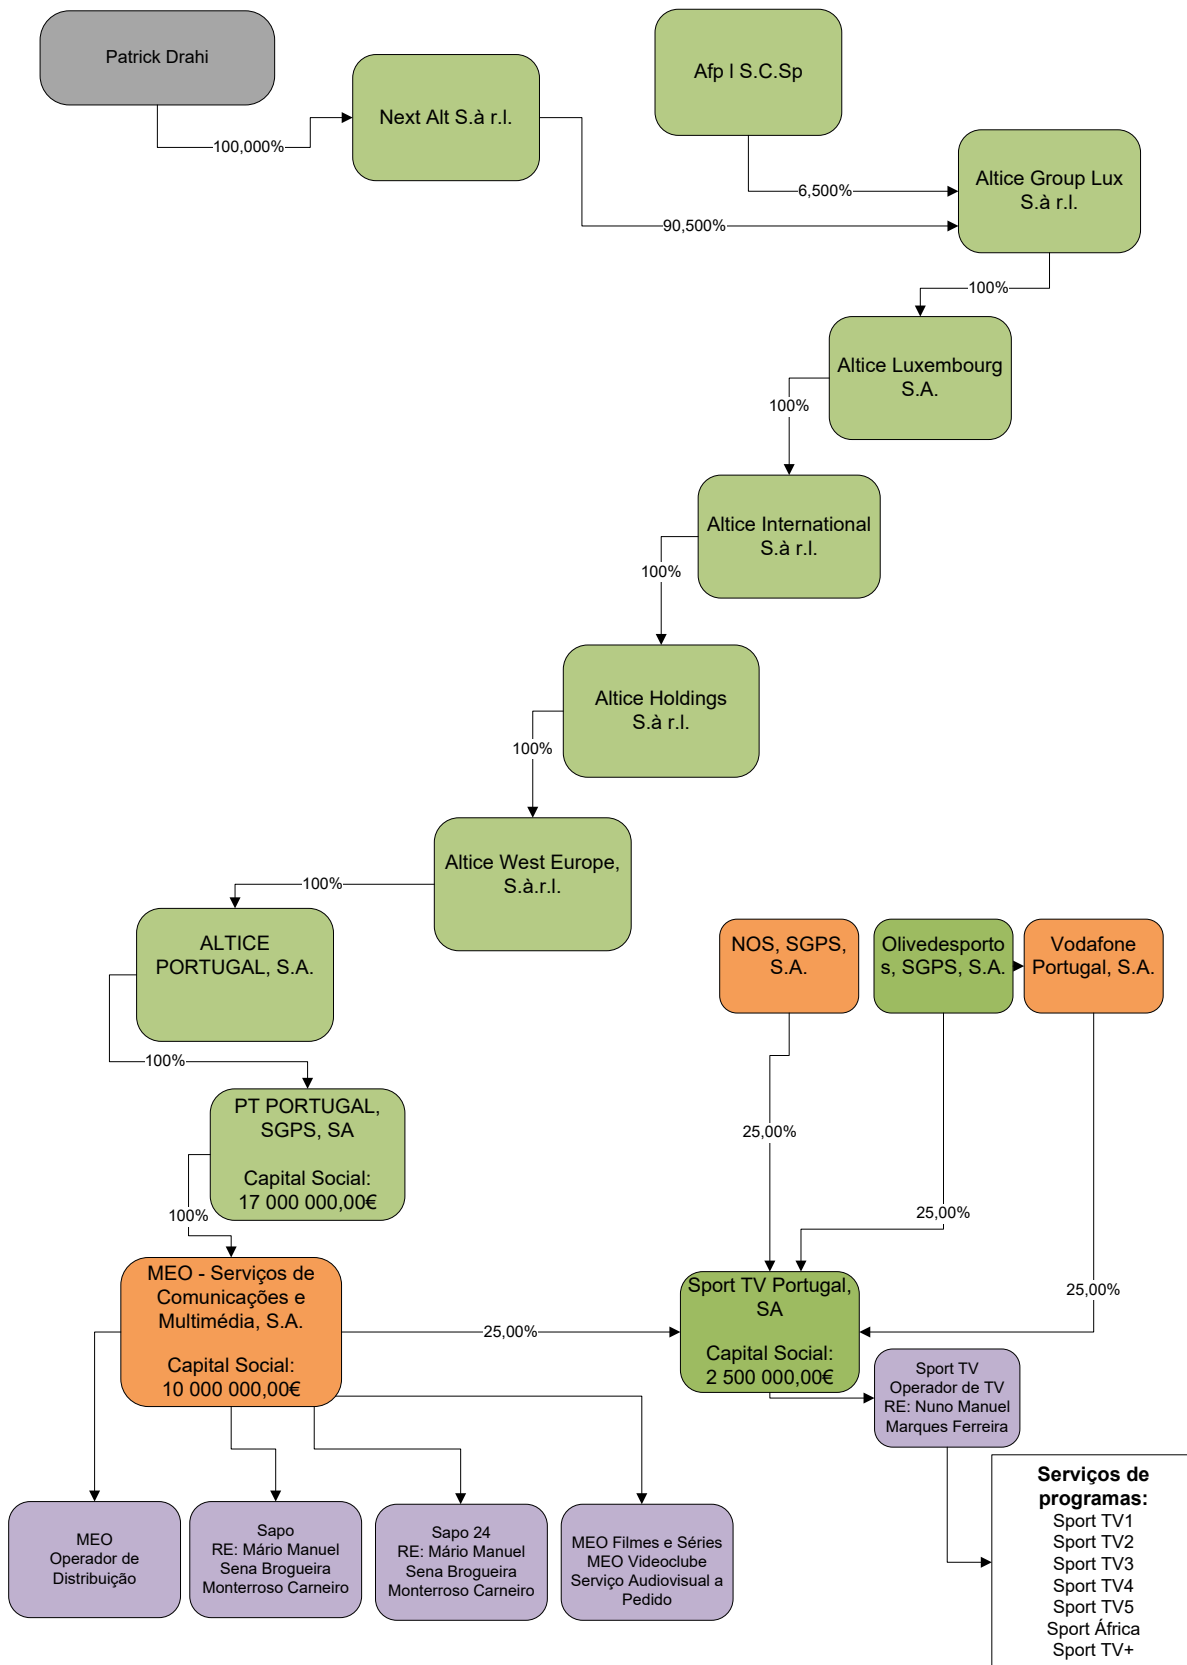 Patrick Drahi
Next Alt S.à r.l.
Afp I S.C.Sp
100,000%
Altice Group Lux
S.à r.l.
6,500%
90,500%
100%
Altice Luxembourg
S.A.
100%
Altice International
S.à r.l.
100%
Altice Holdings
S.à r.l.
100%
Altice West Europe,
S.à.r.l.
100%
ALTICE
PORTUGAL, S.A.
NOS, SGPS,
S.A.
Olivedesporto
s, SGPS, S.A.
Vodafone
Portugal, S.A.
100%
PT PORTUGAL,
SGPS, SA
Capital Social:
17 000 000,00€
25,00%
25,00%
100%
MEO - Serviços de
Comunicações e
Multimédia, S.A.
Capital Social:
10 000 000,00€
25,00%
Sport TV Portugal,
SA
Capital Social:
2 500 000,00€
25,00%
Sport TV
Operador de TV
RE: Nuno Manuel
Marques Ferreira
MEO
Operador de
Distribuição
Sapo
RE: Mário Manuel
Sena Brogueira
Monterroso Carneiro
Sapo 24
RE: Mário Manuel
Sena Brogueira
Monterroso Carneiro
MEO Filmes e Séries
MEO Videoclube
Serviço Audiovisual a
Pedido
Serviços de
programas:
Sport TV1
Sport TV2
Sport TV3
Sport TV4
Sport TV5
Sport África
Sport TV+